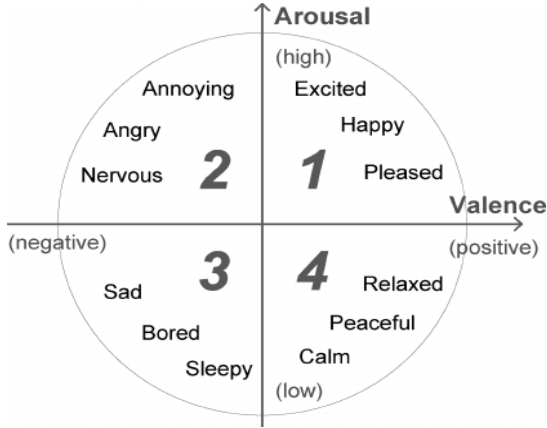 Arousal
(high)
Annoying
Excited
Angry
Happy
Nervous
2
1
Pleased
Valence
(negative)
(positive)
3
4
Sad
Relaxed
Bored
Peaceful
Sleepy
Calm
(low)